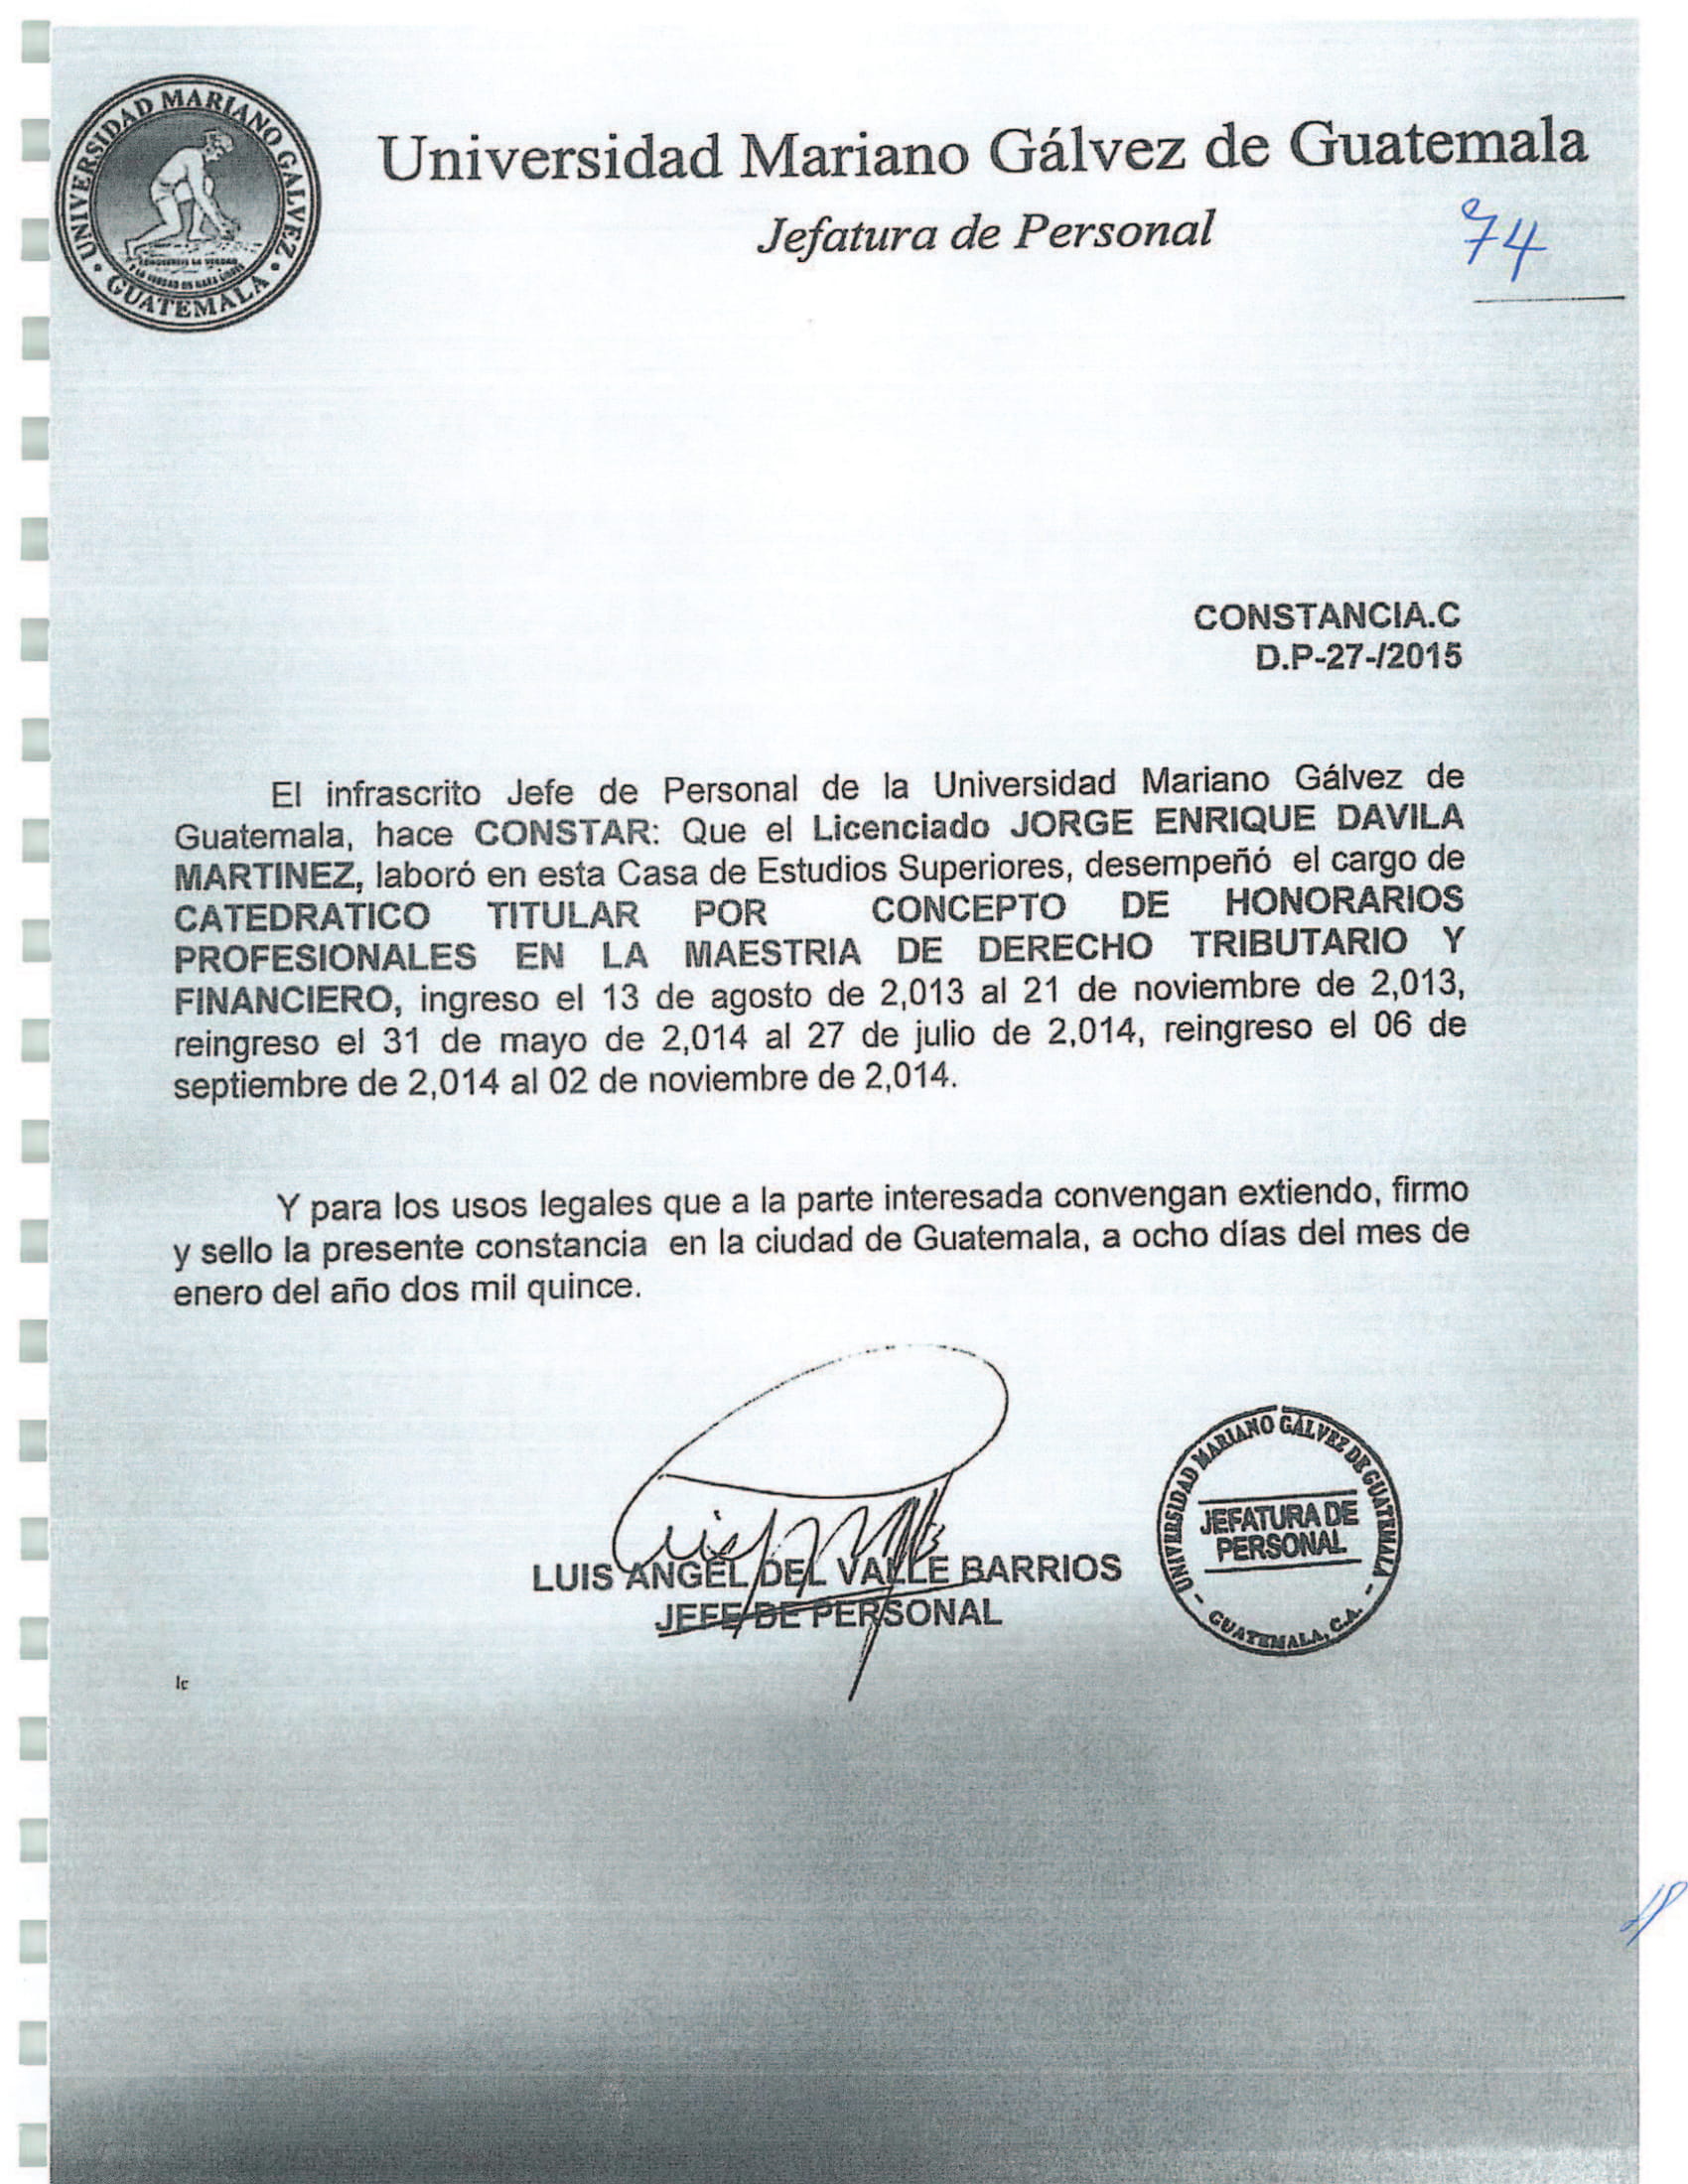 UNIVERSIDAD MARIANO GALVEZ
GUATEMALA
Universidad Mariano Gálvez de Guatemala
Jefatura de Personal
74
CONSTANCIA.C
D.P-27-/2015
El infrascrito Jefe de Personal de la Universidad Mariano Gálvez de
Guatemala, hace CONSTAR: Que el Licenciado JORGE ENRIQUE DAVILA
MARTINEZ, laboró en esta Casa de Estudios Superiores, desempeñó el cargo de
CATEDRATICO TITULAR POR CONCEPTO DE HONORARIOS
PROFESIONALES EN LA MAESTRIA DE DERECHO TRIBUTARIO Y
FINANCIERO, ingreso el 13 de agosto de 2,013 al 21 de noviembre de 2,013,
reingreso el 31 de mayo de 2,014 al 27 de julio de 2,014, reingreso el 06 de
septiembre de 2,014 al 02 de noviembre de 2,014.
Y para los usos legales que a la parte interesada convengan extiendo, firmo
y sello la presente constancia en la ciudad de Guatemala, a ocho días del mes de
enero del año dos mil quince.
LUIS ANGEL DEL VALLE BARRIOS
JEFE DE PERSONAL
UNIVERSIDAD MARIANO GALVEZ DE GUATEMALA
JEFATURA DE
PERSONAL
GUATEMALA, C.A.
lc